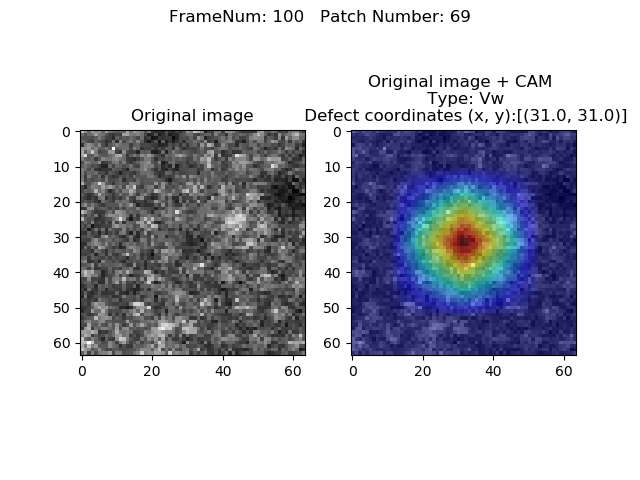 FrameNum: 100   Patch Number: 69
Original image
Original image + CAM
Type: Vw
Defect coordinates (x, y):[(31.0, 31.0)]
0
10
20
30
40
50
60
0 20 40 60
0
10
20
30
40
50
60
0 20 40 60